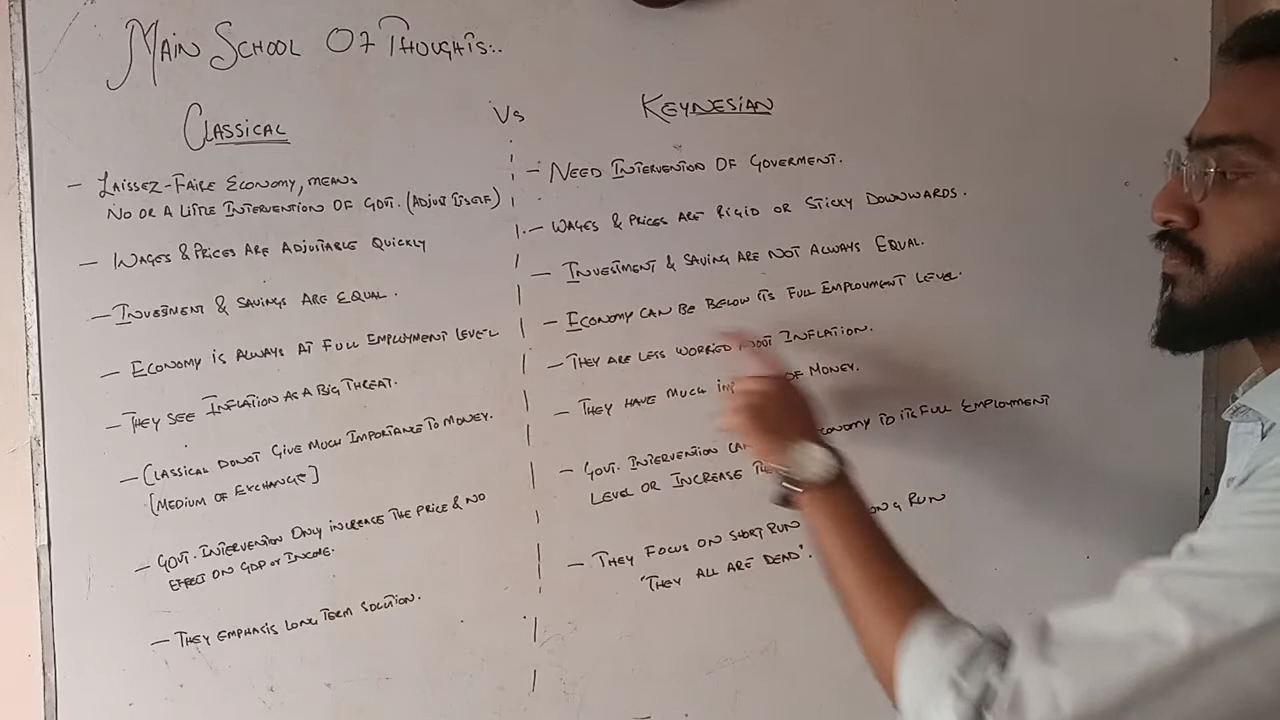 MAIN SCHOOL OF THOUGHTS:.
CLASSICAL
- LAISSEZ-FAIRE ECONOMY, MEANS
NO OR A LITTLE INTERVENTION OF GOVT. (ADJUST ITSELF)
- WAGES & PRICES ARE ADJUSTABLE QUICKLY
- INVESTMENT & SAVINGS ARE EQUAL.
- ECONOMY IS ALWAYS AT FULL EMPLOYMENT LEVEL
- THEY SEE INFLATION AS A BIG THREAT.
- CLASSICAL DO NOT GIVE MUCH IMPORTANCE TO MONEY.
[MEDIUM OF EXCHANGE]
- GOVT. INTERVENTION ONLY INCREASE THE PRICE & NO
EFFECT ON GDP or INCOME.
- THEY EMPHASIS LONG TERM SOLUTION.
Vs
KEYNESIAN
- NEED INTERVENTION OF GOVERMENT.
- WAGES & PRICES ARE RIGID OR STICKY DOWNWARDS.
- INVESTMENT & SAVING ARE NOT ALWAYS EQUAL.
- ECONOMY CAN BE BELOW ITS FULL EMPLOYMENT LEVEL.
- THEY ARE LESS WORRIED ABOUT INFLATION.
- THEY HAVE MUCH OF MONEY.
- GOVT. INTERVENTION TO ITS FULL EMPLOYMENT
LEVEL OR INCREASE
- THEY FOCUS ON SHORT RUN RUN
"THEY ALL ARE DEAD".